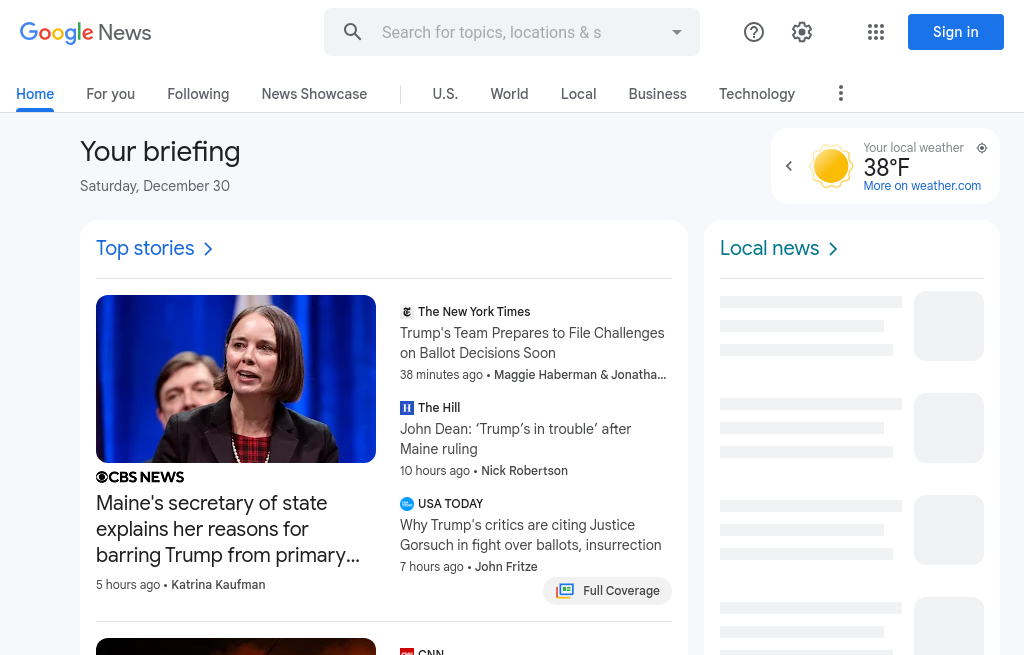 Google News
Search for topics, locations & s
Sign in
Home
For you
Following
News Showcase
U.S.
World
Local
Business
Technology
Your briefing
Saturday, December 30
Your local weather
38°F
More on weather.com
Top stories
Local news
CBS NEWS
Maine's secretary of state
explains her reasons for
barring Trump from primary…
5 hours ago • Katrina Kaufman
The New York Times
Trump's Team Prepares to File Challenges
on Ballot Decisions Soon
38 minutes ago • Maggie Haberman & Jonatha…
H The Hill
John Dean: ‘Trump’s in trouble’ after
Maine ruling
10 hours ago • Nick Robertson
USA TODAY
Why Trump's critics are citing Justice
Gorsuch in fight over ballots, insurrection
7 hours ago • John Fritze
Full Coverage
CNN